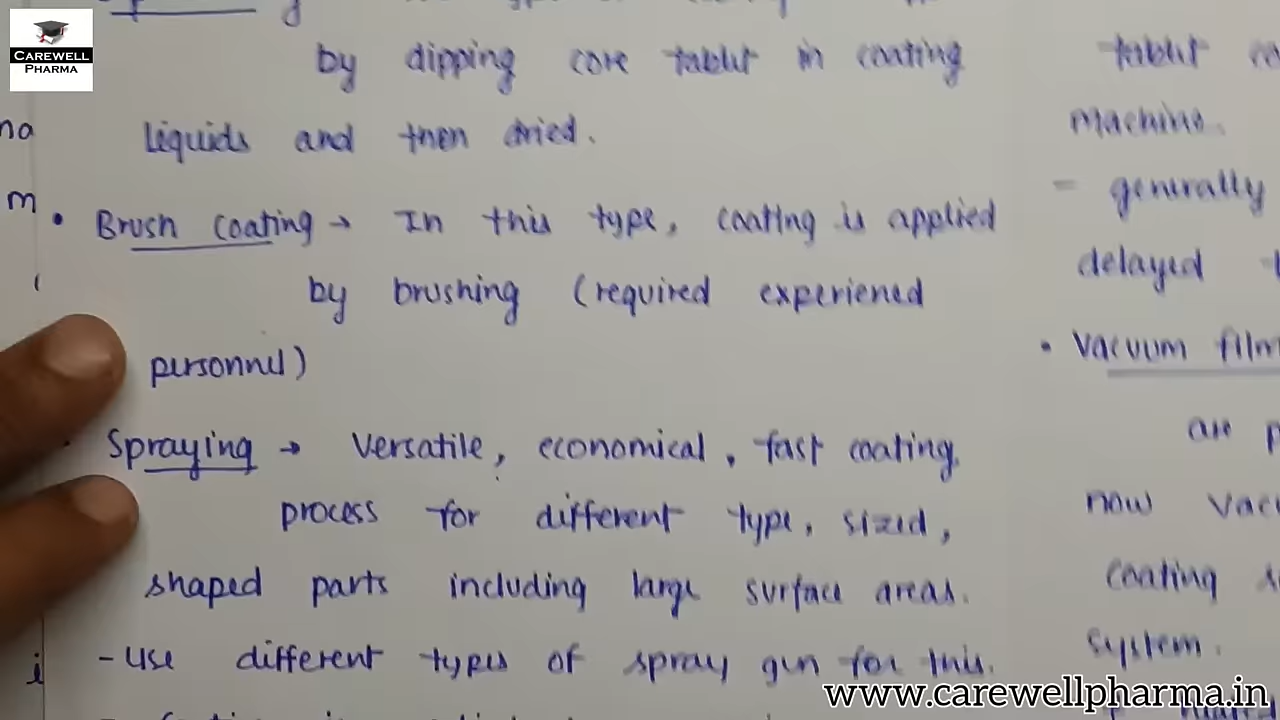 CAREWELL
PHARMA
by dipping core tablet in coating
liquids and then dried.
• Brush coating → In this type, coating is applied
by brushing (required experiened
personnel)
Spraying → Versatile, economical, fast coating
process for different type, sized,
shaped parts including large surface areas.
- Use different types of spray gun for this.
na
m
i
tablet
machine.
- generally
delayed
• Vacuum film
are
now
coating
system.
www.carewellpharma.in